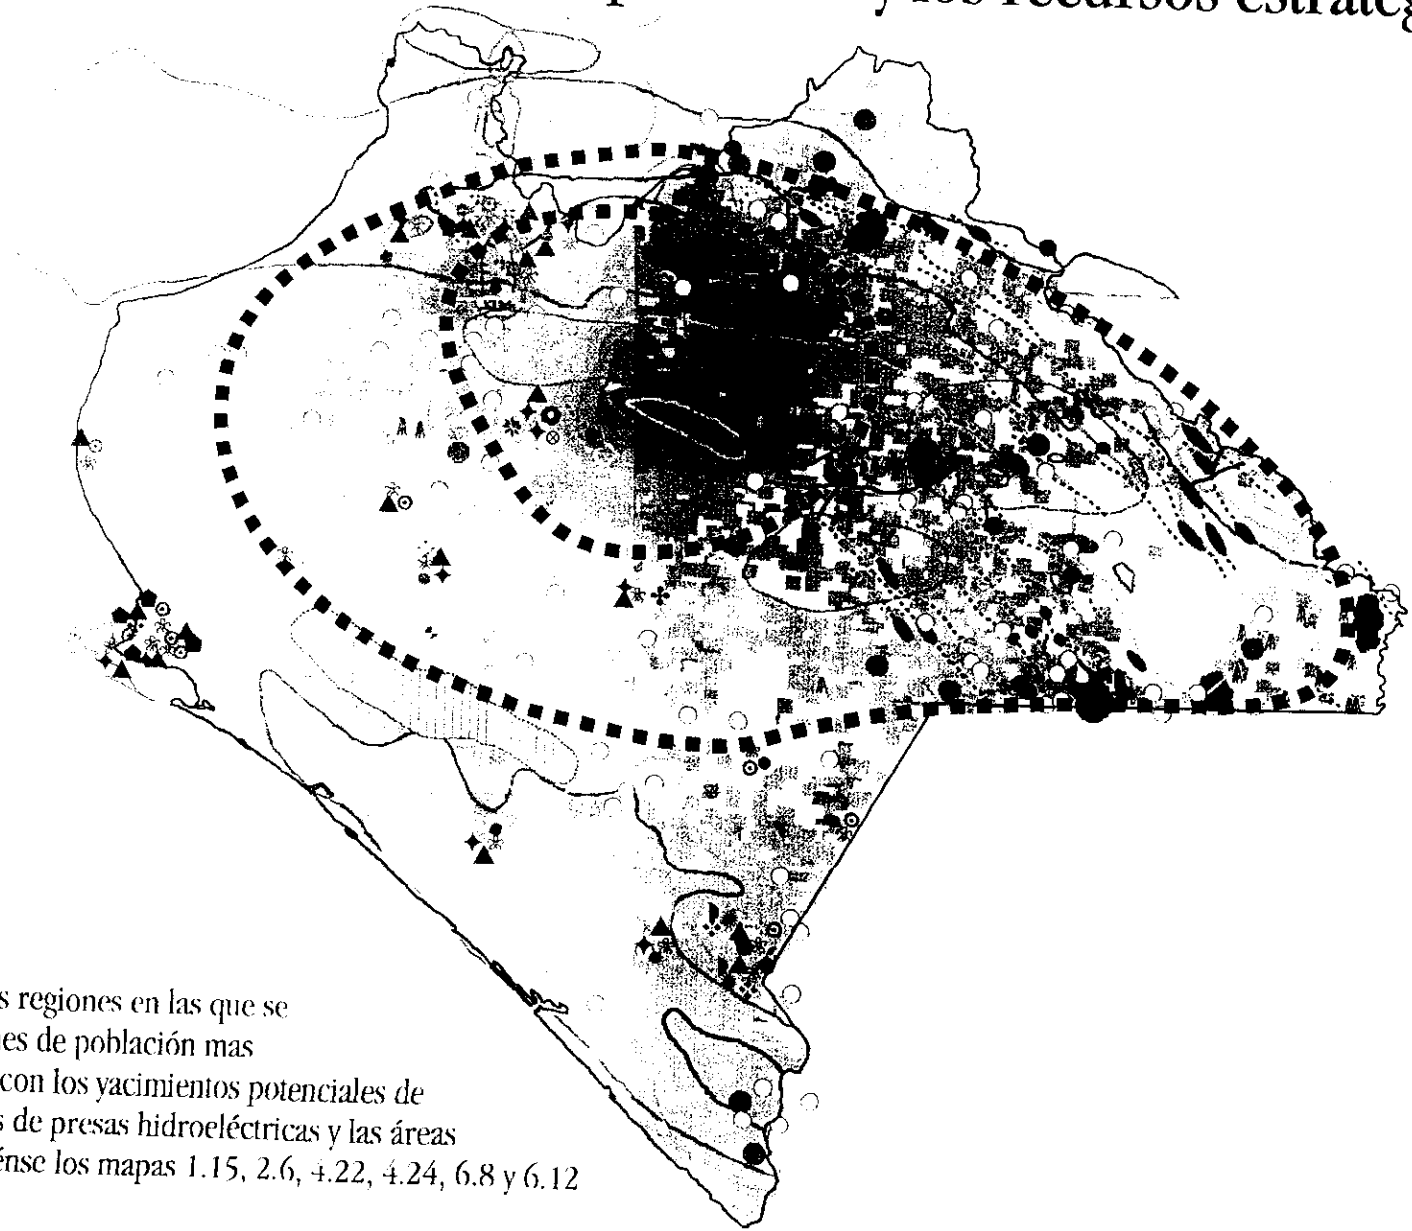 y los recursos estratég
s regiones en las que se
es de población mas
con los yacimientos potenciales de
s de presas hidroeléctricas y las áreas
énse los mapas 1.15, 2.6, 4.22, 4.24, 6.8 y 6.12